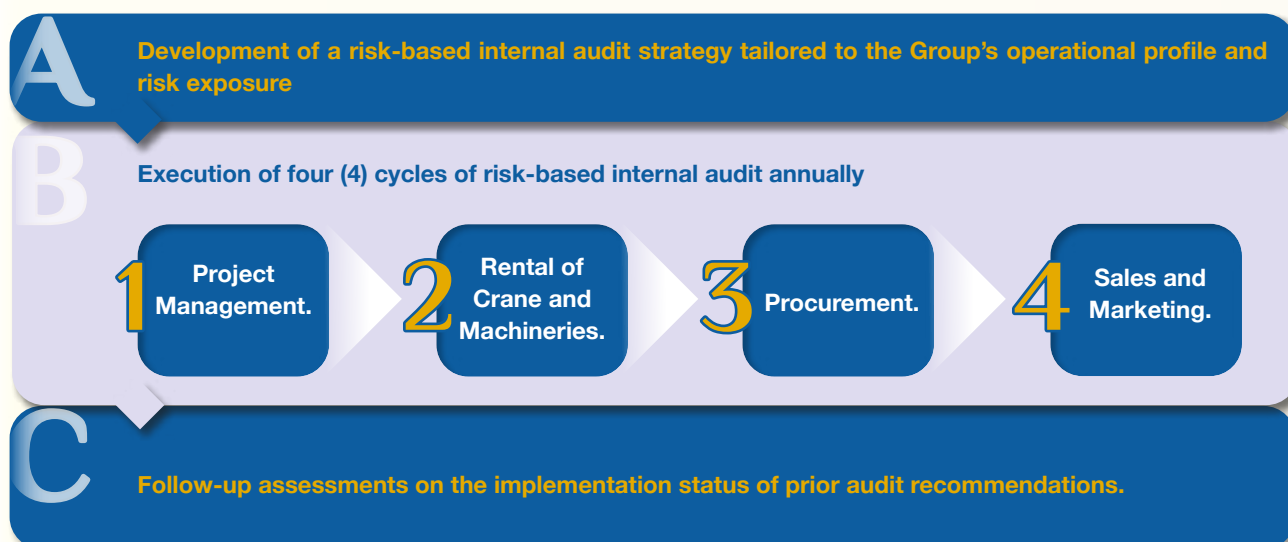 A
Development of a risk-based internal audit strategy tailored to the Group’s operational profile and
risk exposure
B
Execution of four (4) cycles of risk-based internal audit annually
1
Project
Management.
2
Rental of
Crane and
Machineries.
3
Procurement.
4
Sales and
Marketing.
C
Follow-up assessments on the implementation status of prior audit recommendations.